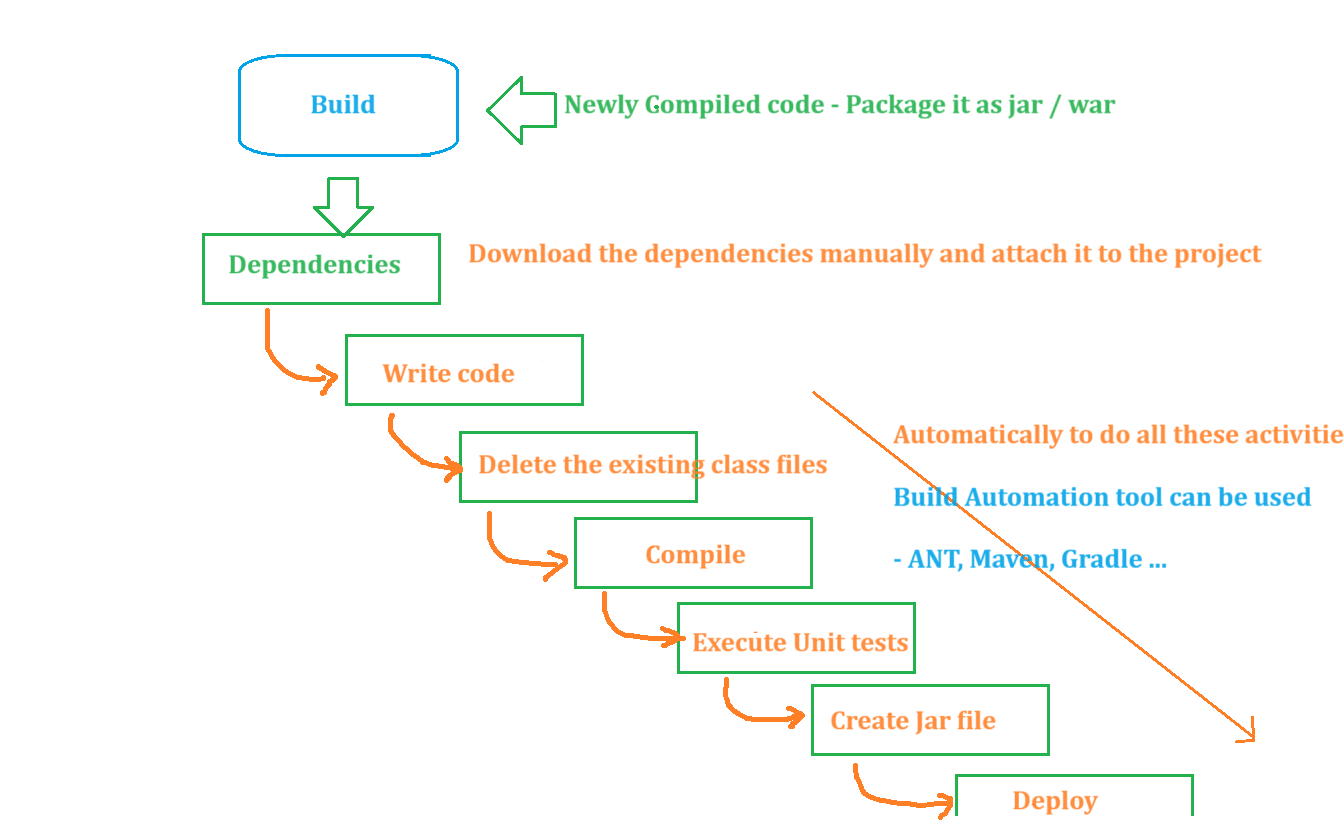 Build
Newly Compiled code - Package it as jar / war
Dependencies
Download the dependencies manually and attach it to the project
Write code
Automatically to do all these activitie
Delete the existing class files
Build Automation tool can be used
Compile
- ANT, Maven, Gradle ...
Execute Unit tests
Create Jar file
Deploy